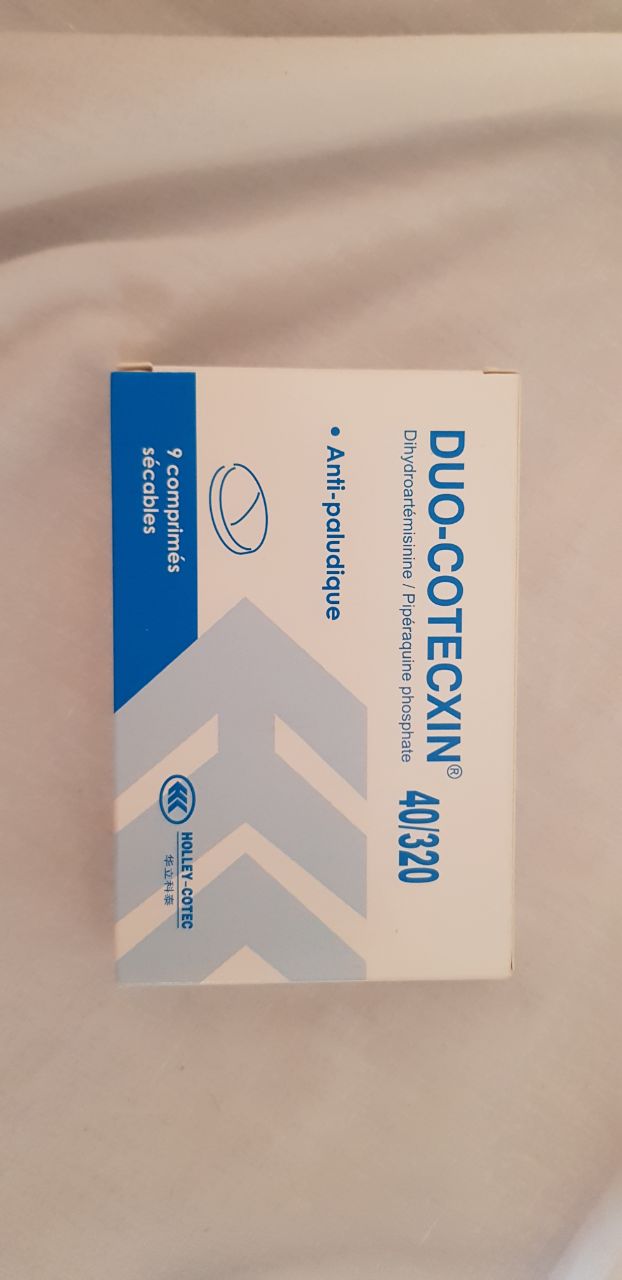 DUO-COTECXIN® 40/320
Dihydroartémisinine / Pipéraquine phosphate
• Anti-paludique
9 comprimés
sécables
HOLLEY-COTEC
华立科泰